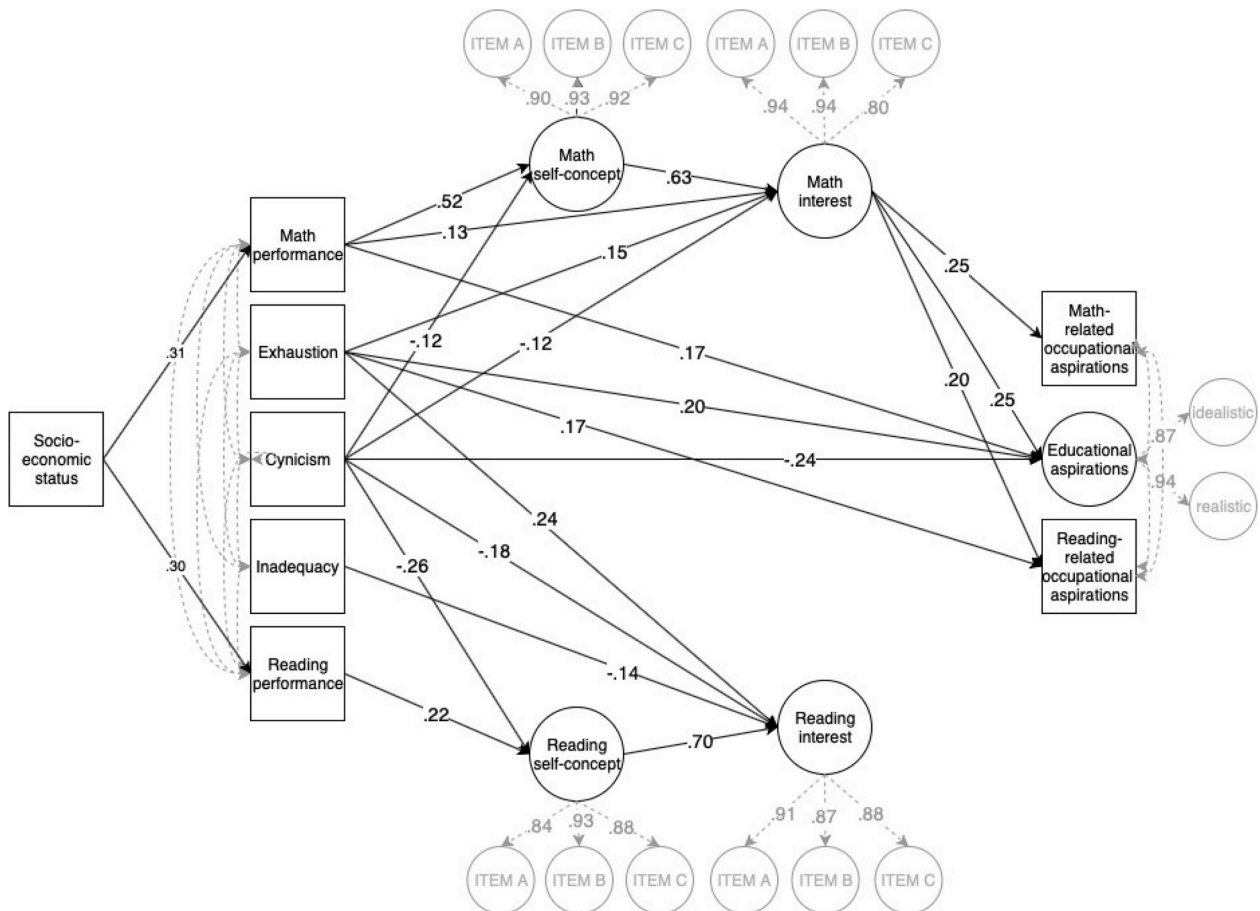 ITEM A
ITEM B
ITEM C
ITEM A
ITEM B
ITEM C
.90
.93
.92
.94
.94
.80
Math
self-concept
Math
interest
.63
.52
Math
performance
.13
.15
.25
Math-
related
occupational
aspirations
Exhaustion
-.12
-.12
.31
.17
.20
.20
.25
idealistic
.87
Socio-
economic
status
Cynicism
.17
-.24
Educational
aspirations
.94
realistic
.24
-.18
-.26
Inadequacy
.30
Reading-
related
occupational
aspirations
Reading
performance
-.14
.22
Reading
self-concept
.70
Reading
interest
.84
.93
.88
.91
.87
.88
ITEM A
ITEM B
ITEM C
ITEM A
ITEM B
ITEM C